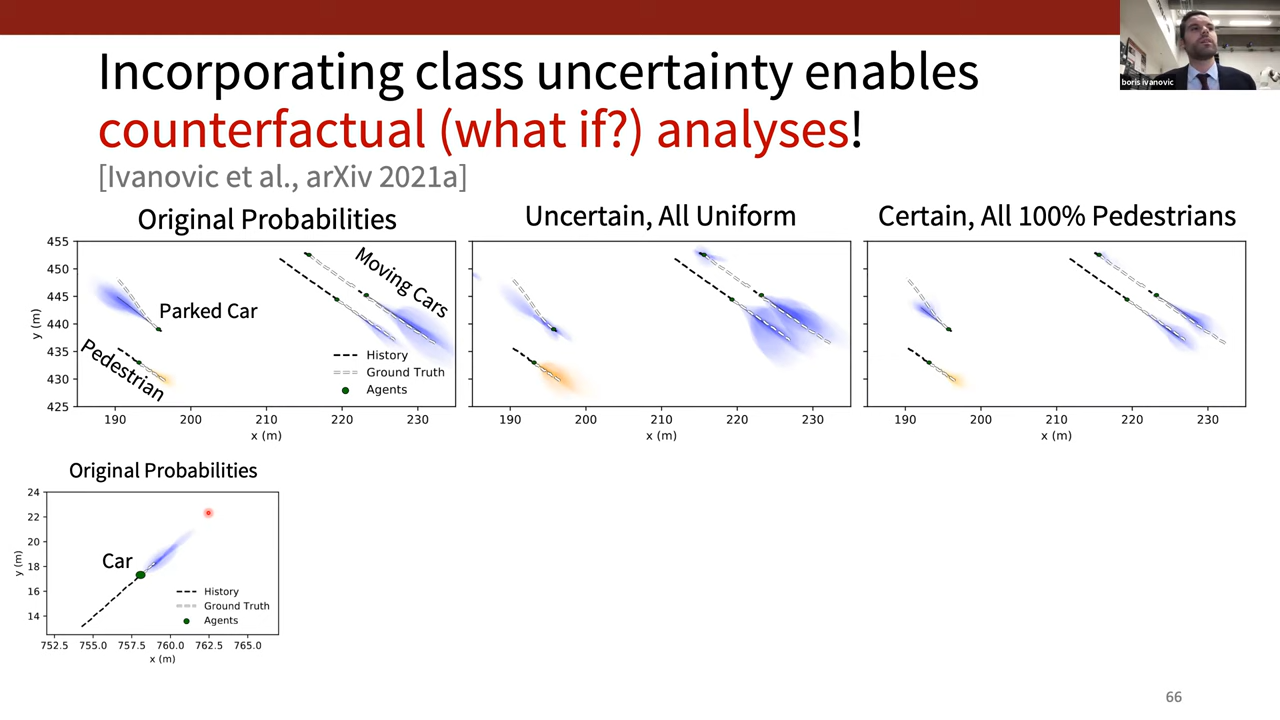 Incorporating class uncertainty enables
counterfactual (what if?) analyses!
[Ivanovic et al., arXiv 2021a]
boris ivanovic
Original Probabilities
455
450
445
440
435
430
425
y (m)
Moving Cars
Parked Car
Pedestrian
History
Ground Truth
Agents
190 200 210 220 230
x (m)
Uncertain, All Uniform
190 200 210 220 230
x (m)
Certain, All 100% Pedestrians
190 200 210 220 230
x (m)
Original Probabilities
24
22
20
18
16
14
y (m)
Car
History
Ground Truth
Agents
752.5 755.0 757.5 760.0 762.5 765.0
x (m)
66